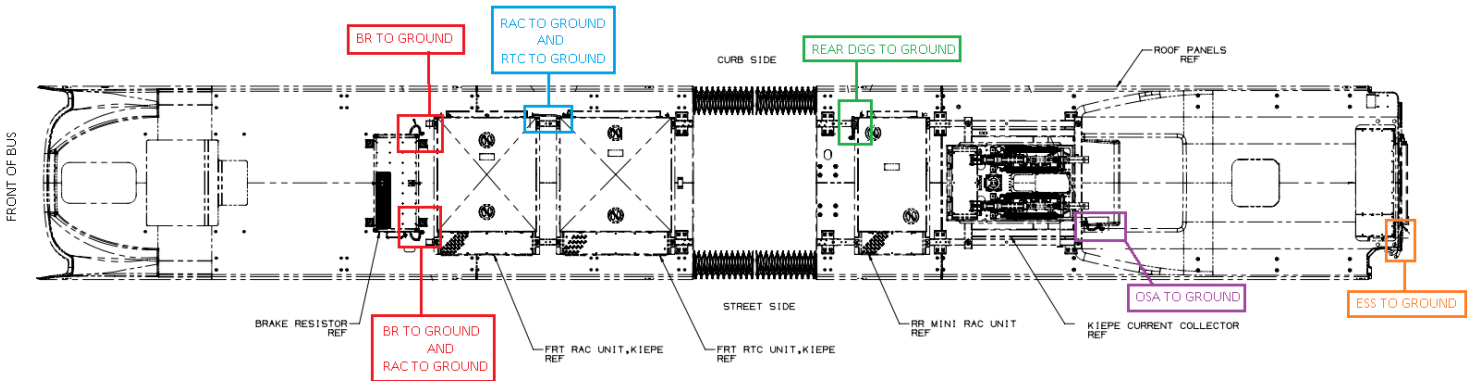 FRONT OF BUS
BR TO GROUND
RAC TO GROUND
AND
RTC TO GROUND
CURB SIDE
REAR DGG TO GROUND
ROOF PANELS
REF
BRAKE RESISTOR
REF
BR TO GROUND
AND
RAC TO GROUND
FRT RAC UNIT,KIEPE
REF
FRT RTC UNIT,KIEPE
REF
STREET SIDE
RR MINI RAC UNIT
REF
KIEPE CURRENT COLLECTOR
REF
OSA TO GROUND
ESS TO GROUND